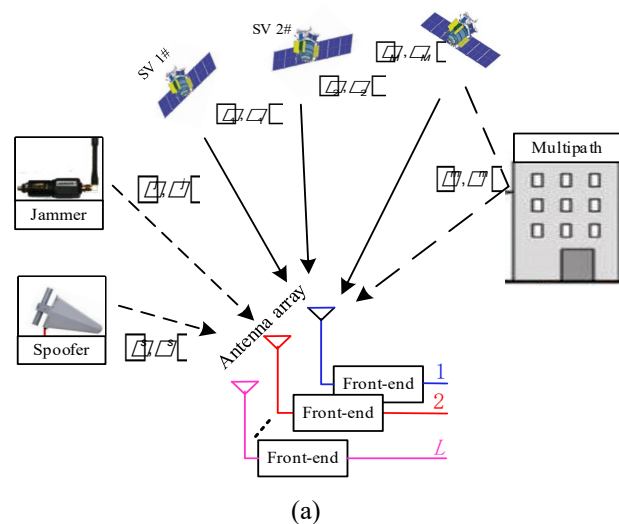 SV 1#
SV 2#
Jammer
Multipath
Spoofer
Antenna array
Front-end
1
Front-end
2
Front-end
L
(a)